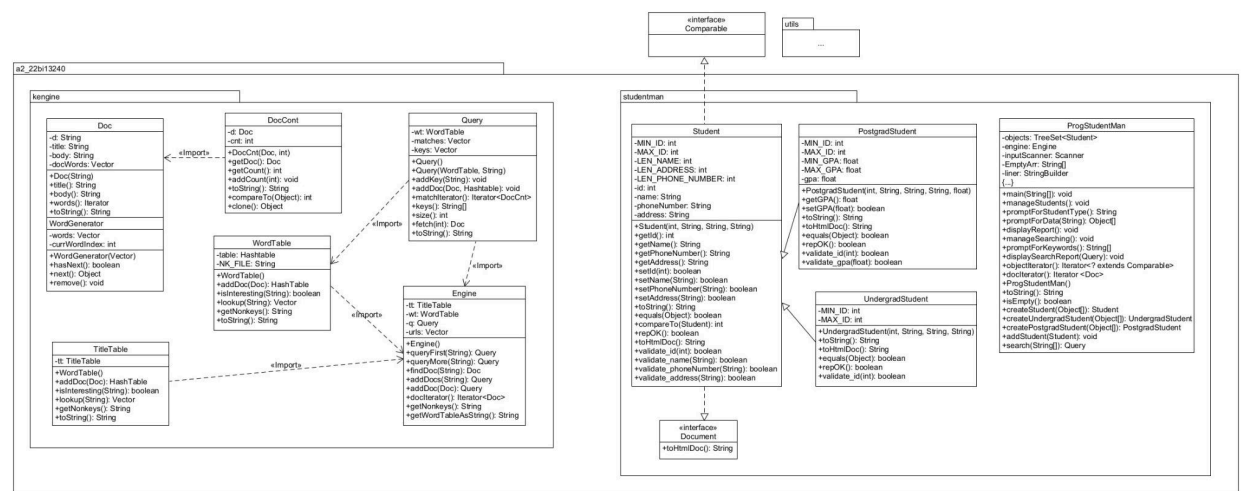 «interface»
Comparable
utils
...
a2_22bi13240
kengine
Doc
-d: String
-title: String
-body: String
-docWords: Vector
+Doc(String)
+title(): String
+body(): String
+words(): Iterator
+toString(): String
WordGenerator
-words: Vector
-currWordIndex: int
+WordGenerator(Vector)
+hasNext(): boolean
+next(): Object
+remove(): void
«Import»
DocCont
-d: Doc
-cnt: int
+DocCnt(Doc, int)
+getDoc(): Doc
+getCount(): int
+addCount(int): void
+toString(): String
+compareTo(Object): int
+clone(): Object
Query
-wt: WordTable
-matches: Vector
-keys: Vector
+Query()
+Query(WordTable, String)
+addKey(String): void
+addDoc(Doc, Hashtable): void
+matchIterator(): Iterator<DocCnt>
+keys(): String[]
+size(): int
+fetch(int): Doc
+toString(): String
«Import»
WordTable
-table: Hashtable
-NK_FILE: String
+WordTable()
+addDoc(Doc): HashTable
+isInteresting(String): boolean
+lookup(String): Vector
+getNonkeys(): String
+toString(): String
«Import»
«Import»
Engine
-tt: TitleTable
-wt: WordTable
-q: Query
-urls: Vector
+Engine()
+queryFirst(String): Query
+queryMore(String): Query
+findDoc(String): Doc
+addDocs(String): Query
+addDoc(Doc): Query
+docIterator(): Iterator<Doc>
+getNonkeys(): String
+getWordTableAsString(): String
TitleTable
-tt: TitleTable
+WordTable()
+addDoc(Doc): HashTable
+isInteresting(String): boolean
+lookup(String): Vector
+getNonkeys(): String
+toString(): String
«Import»
studentman
Student
-MIN_ID: int
-MAX_ID: int
-LEN_NAME: int
-LEN_ADDRESS: int
-LEN_PHONE_NUMBER: int
-id: int
-name: String
-phoneNumber: String
-address: String
+Student(int, String, String, String)
+getId(): int
+getName(): String
+getPhoneNumber(): String
+getAddress(): String
+setId(int): boolean
+setName(String): boolean
+setPhoneNumber(String): boolean
+setAddress(String): boolean
+toString(): String
+equals(Object): boolean
+compareTo(Student): int
+repOK(): boolean
+toHtmlDoc(): String
+validate_id(int): boolean
+validate_name(String): boolean
+validate_phoneNumber(String): boolean
+validate_address(String): boolean
PostgradStudent
-MIN_ID: int
-MAX_ID: int
-MIN_GPA: float
-MAX_GPA: float
-gpa: float
+PostgradStudent(int, String, String, String, float)
+getGPA(): float
+setGPA(float): boolean
+toString(): String
+toHtmlDoc(): String
+equals(Object): boolean
+repOK(): boolean
+validate_id(int): boolean
+validate_gpa(float): boolean
UndergradStudent
-MIN_ID: int
-MAX_ID: int
+UndergradStudent(int, String, String, String)
+toString(): String
+toHtmlDoc(): String
+equals(Object): boolean
+repOK(): boolean
+validate_id(int): boolean
ProgStudentMan
-objects: TreeSet<Student>
-engine: Engine
-inputScanner: Scanner
-EmptyArr: String[]
-liner: StringBuilder
{...}
+main(String[]): void
+manageStudents(): void
+promptForStudentType(): String
+promptForData(String): Object[]
+displayReport(): void
+manageSearching(): void
+promptForKeywords(): String[]
+displaySearchReport(Query): void
+objectIterator(): Iterator<? extends Comparable>
+docIterator(): Iterator <Doc>
+ProgStudentMan()
+toString(): String
+isEmpty(): boolean
+createStudent(Object[]): Student
+createUndergradStudent(Object[]): UndergradStudent
+createPostgradStudent(Object[]): PostgradStudent
+addStudent(Student): void
+search(String[]): Query
«interface»
Document
+toHtmlDoc(): String